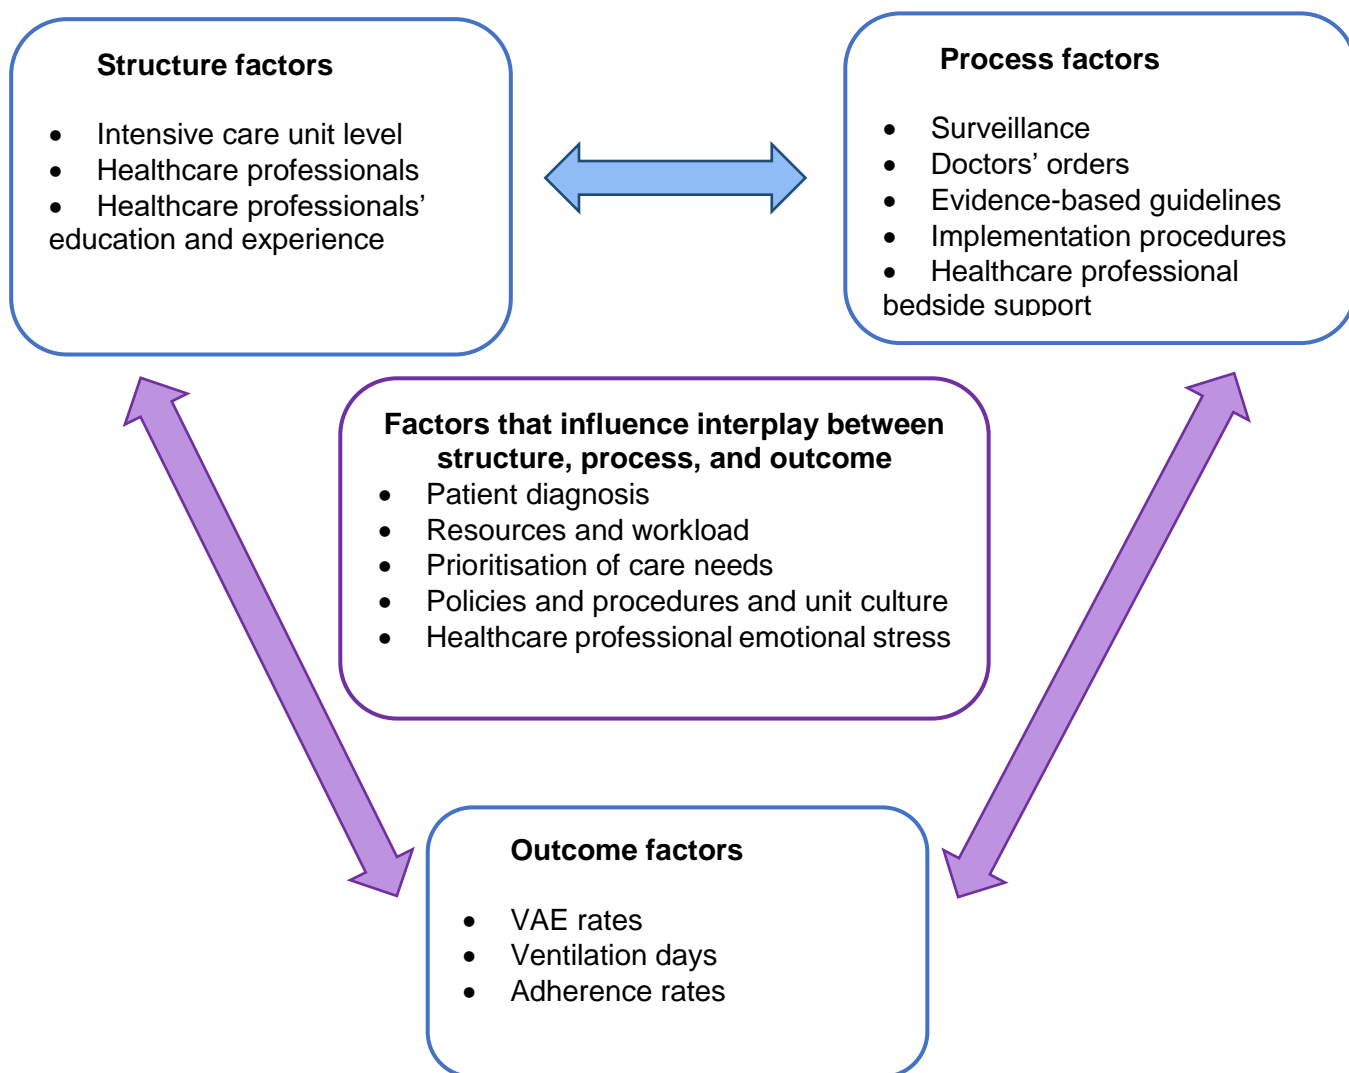 Structure factors
• Intensive care unit level
• Healthcare professionals
• Healthcare professionals’
education and experience
Process factors
• Surveillance
• Doctors’ orders
• Evidence-based guidelines
• Implementation procedures
• Healthcare professional
bedside support
Factors that influence interplay between
structure, process, and outcome
• Patient diagnosis
• Resources and workload
• Prioritisation of care needs
• Policies and procedures and unit culture
• Healthcare professional emotional stress
Outcome factors
• VAE rates
• Ventilation days
• Adherence rates